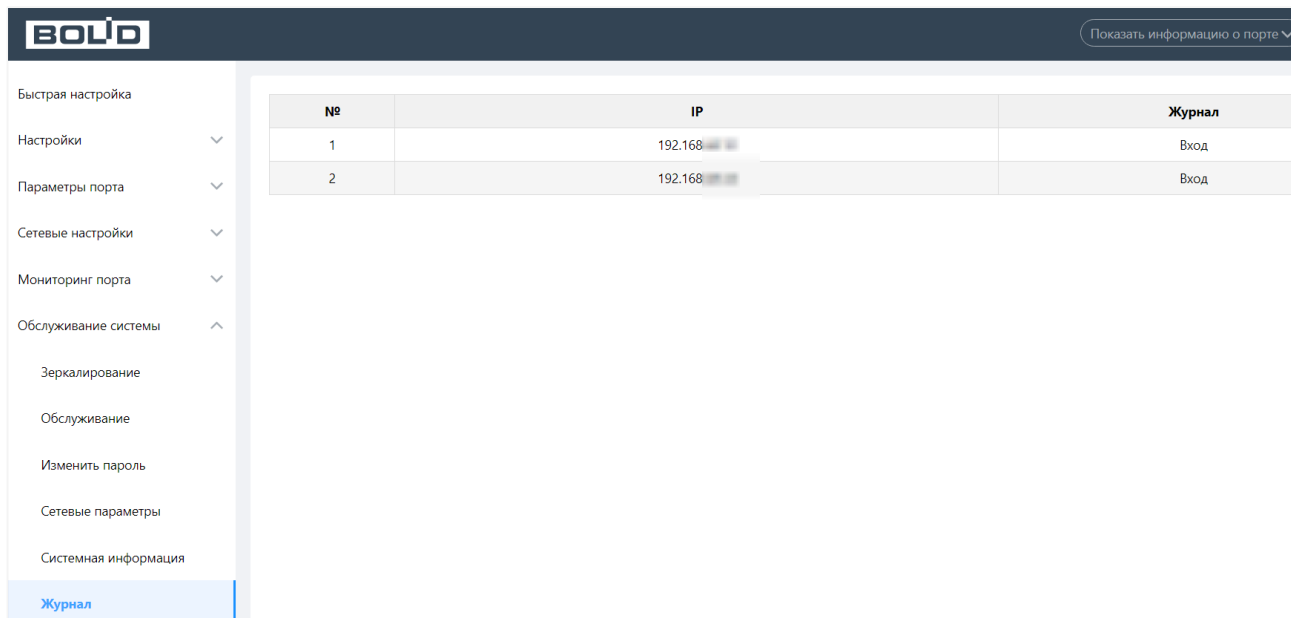 BOLID
Показать информацию о порте
Быстрая настройка
Настройки
Параметры порта
Сетевые настройки
Мониторинг порта
Обслуживание системы
Зеркалирование
Обслуживание
Изменить пароль
Сетевые параметры
Системная информация
Журнал
№ IP Журнал
1 192.168 Вход
2 192.168 Вход